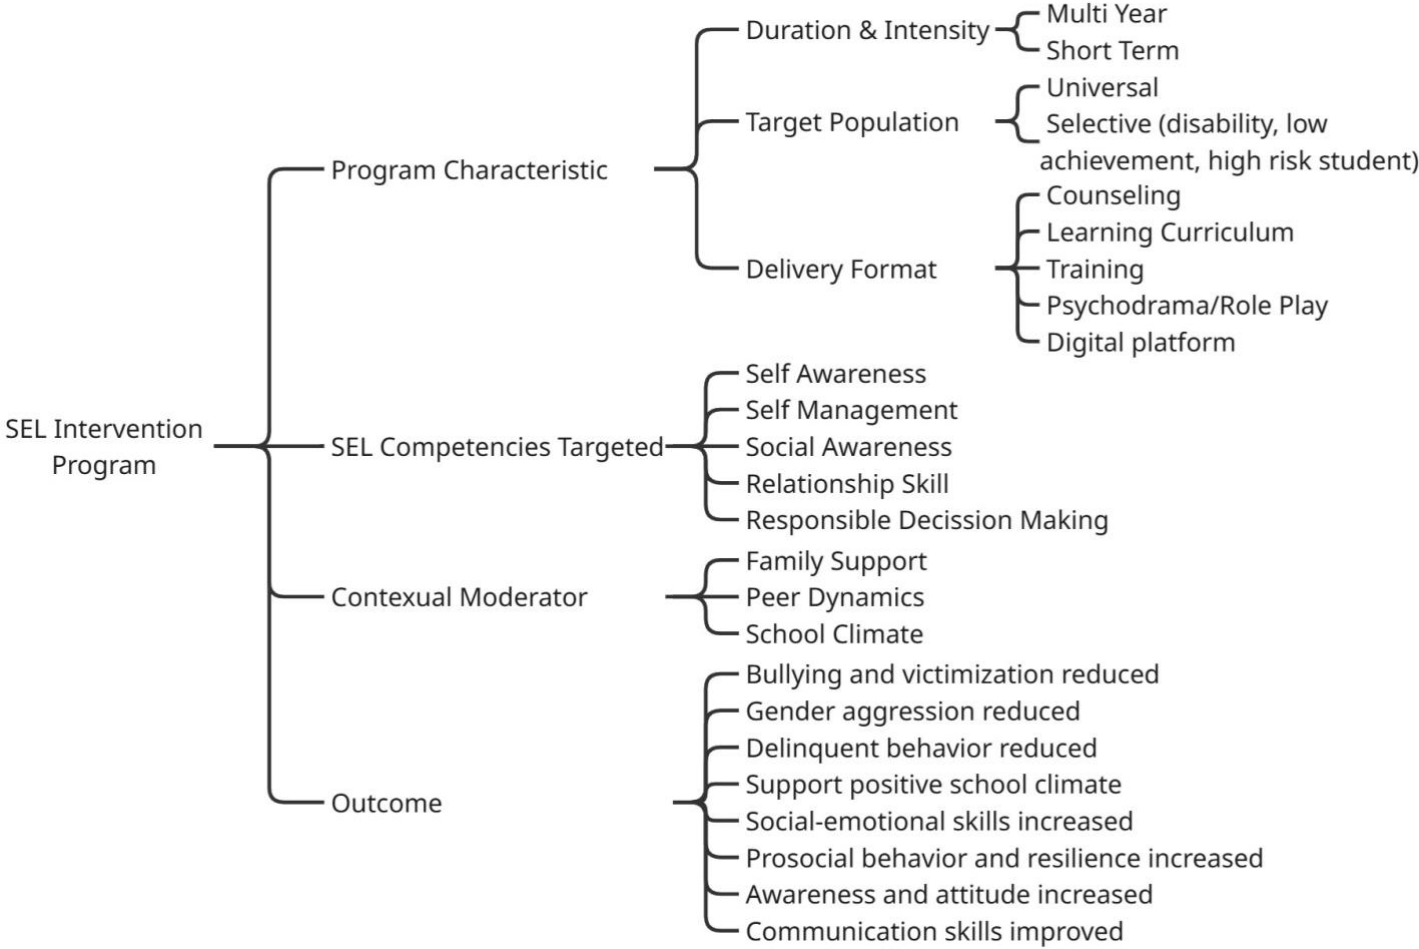 SEL Intervention
Program
Program Characteristic
Duration & Intensity
Multi Year
Short Term
Target Population
Universal
Selective (disability, low
achievement, high risk student)
Delivery Format
Counseling
Learning Curriculum
Training
Psychodrama/Role Play
Digital platform
SEL Competencies Targeted
Self Awareness
Self Management
Social Awareness
Relationship Skill
Responsible Decission Making
Contexual Moderator
Family Support
Peer Dynamics
School Climate
Outcome
Bullying and victimization reduced
Gender aggression reduced
Delinquent behavior reduced
Support positive school climate
Social-emotional skills increased
Prosocial behavior and resilience increased
Awareness and attitude increased
Communication skills improved